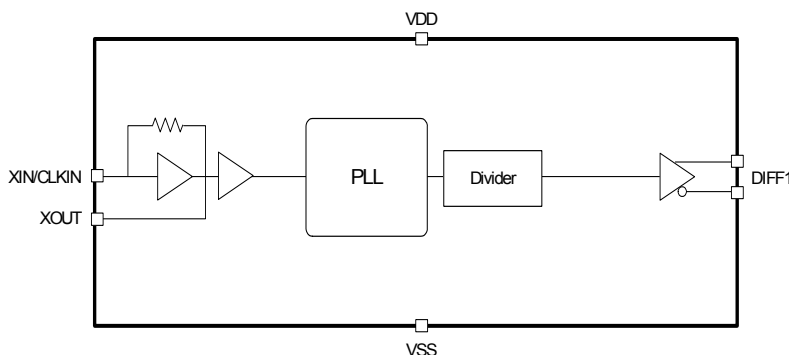 VDD
XIN/CLKIN
PLL
Divider
DIFF1
XOUT
VSS